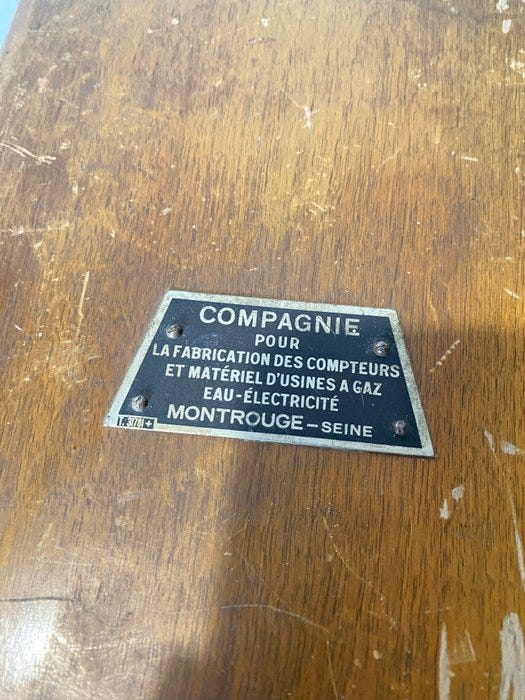 COMPAGNIE
POUR
LA FABRICATION DES COMPTEURS
ET MATÉRIEL D'USINES A GAZ
EAU-ÉLECTRICITÉ
MONTROUGE-SEINE